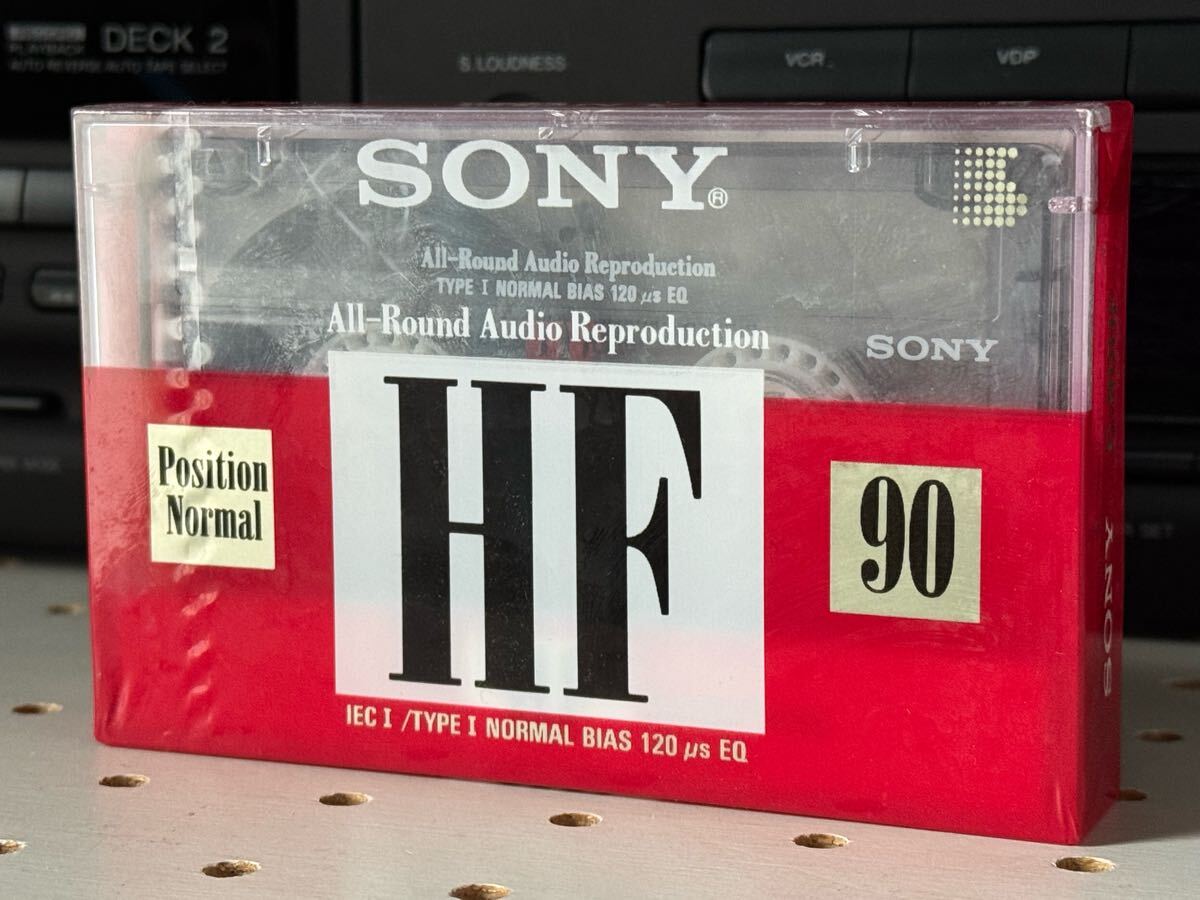 PLAYBACK
DECK 2
AUTO REVERSE/AUTO TAPE SELECT
S.LOUDNESS
VCR
VDP
SONY®
All-Round Audio Reproduction
TYPE I NORMAL BIAS 120 μs EQ
All-Round Audio Reproduction
SONY
HF
Position
Normal
90
IEC I /TYPE I NORMAL BIAS 120 μs EQ
SONY